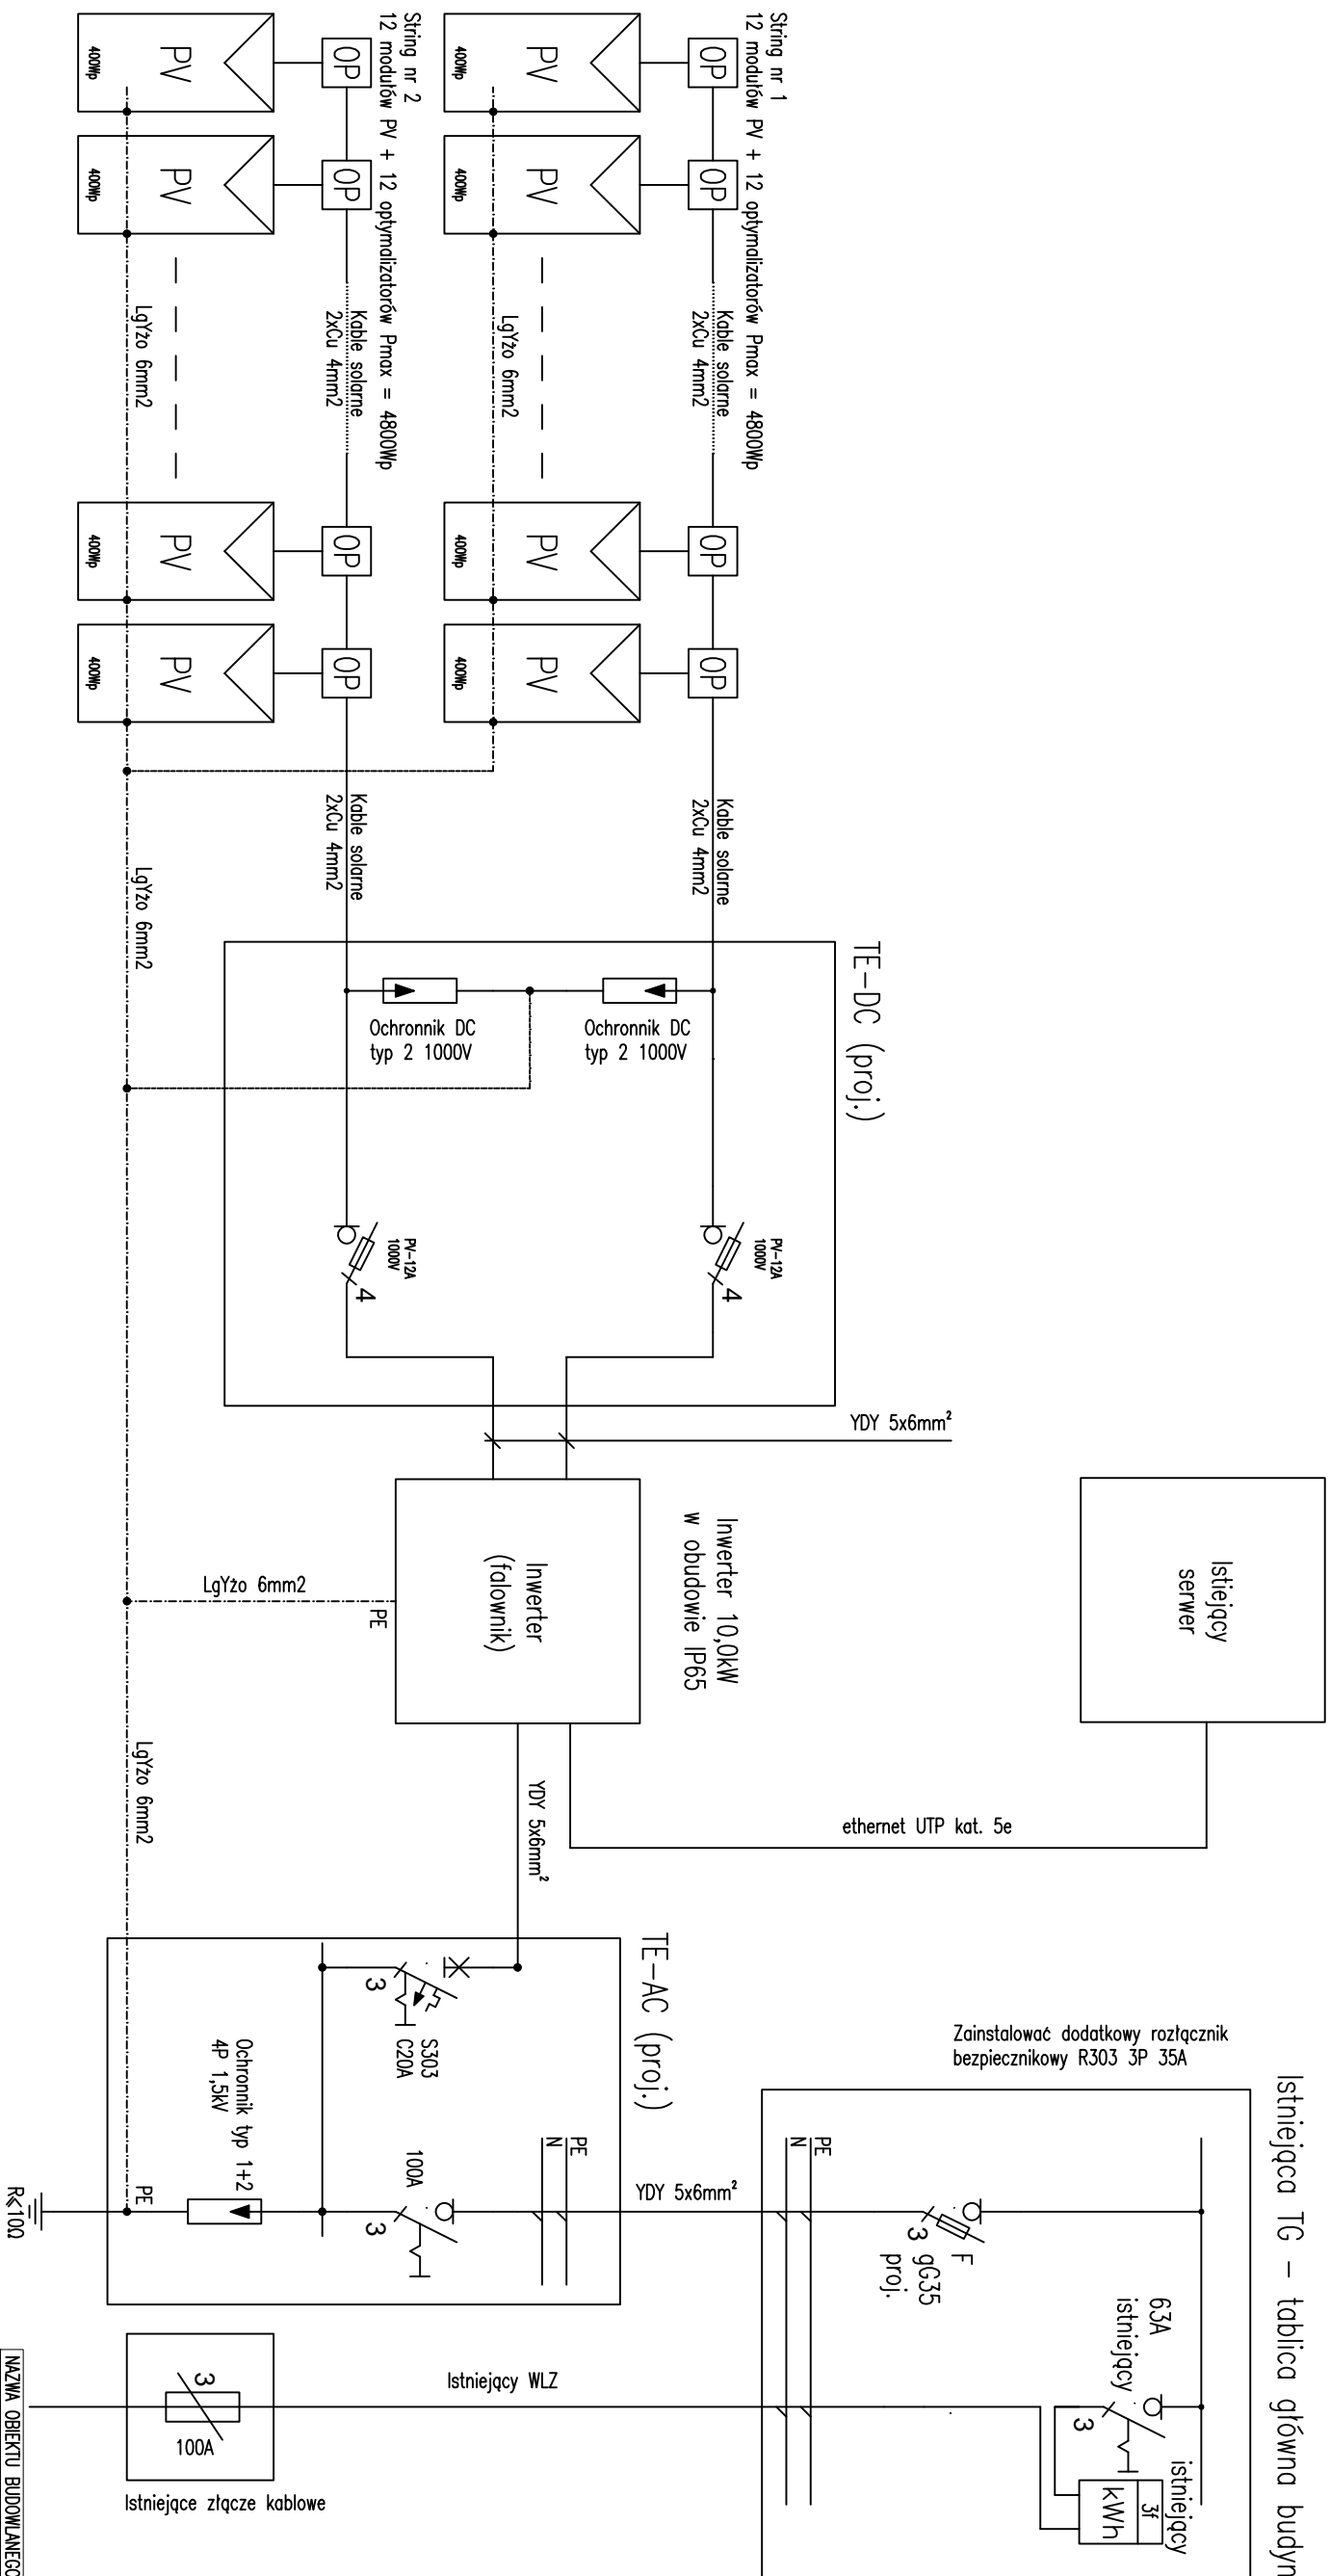 String nr 1
12 modułów PV + 12 optymalizatorów Pmax = 4800Wp
OP
OP
OP
OP
Kable solarne
2xCu 4mm2
Kable solarne
2xCu 4mm2
PV
400Wp
PV
400Wp
PV
400Wp
PV
400Wp
LgYżo 6mm2
String nr 2
12 modułów PV + 12 optymalizatorów Pmax = 4800Wp
OP
OP
OP
OP
Kable solarne
2xCu 4mm2
Kable solarne
2xCu 4mm2
PV
400Wp
PV
400Wp
PV
400Wp
PV
400Wp
LgYżo 6mm2
LgYżo 6mm2
TE-DC (proj.)
Ochronnik DC
typ 2 1000V
Ochronnik DC
typ 2 1000V
PV-12A
1000V
4
PV-12A
1000V
4
YDY 5x6mm²
Inwerter 10,0kW
w obudowie IP65
Inwerter
(falownik)
PE
LgYżo 6mm2
LgYżo 6mm2
Istiejący
serwer
ethernet UTP kat. 5e
YDY 5x6mm²
TE-AC (proj.)
S303
C20A
3
Ochronnik typ 1+2
4P 1,5kV
100A
3
PE
N
PE
R⩽10Ω
YDY 5x6mm²
Zainstalować dodatkowy rozłącznik
bezpiecznikowy R303 3P 35A
Istniejąca TG - tablica główna budyn
PE
N
F
gG35
proj.
3
63A
istniejący
3
istniejący
3f
kWh
Istniejący WLZ
3
100A
Istniejące złącze kablowe
NAZWA OBIEKTU BUDOWLANEGO